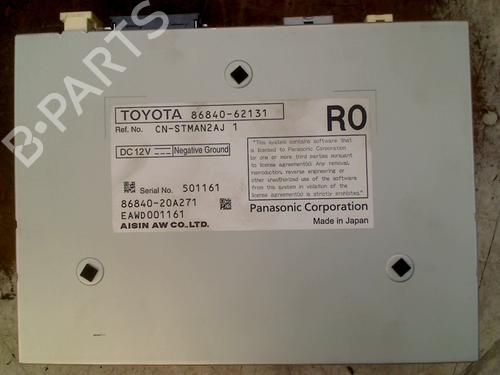 B-PARTS
TOYOTA 86840-62131
Ref. No. CN-STMAN2AJ 1
R0
DC12V Negative Ground
"This system contains software that
is licensed to Panasonic Corporation
by one or more third parties pursuant
to license agreement(s). Any removal,
reproduction, reverse engineering or
other unauthorized use of the software
from this system in violation of the
license agreement(s) is strictly prohibited."
Serial No. 501161
86840-20A271
EAWD001161
AISIN AW CO.,LTD.
Panasonic Corporation
Made in Japan